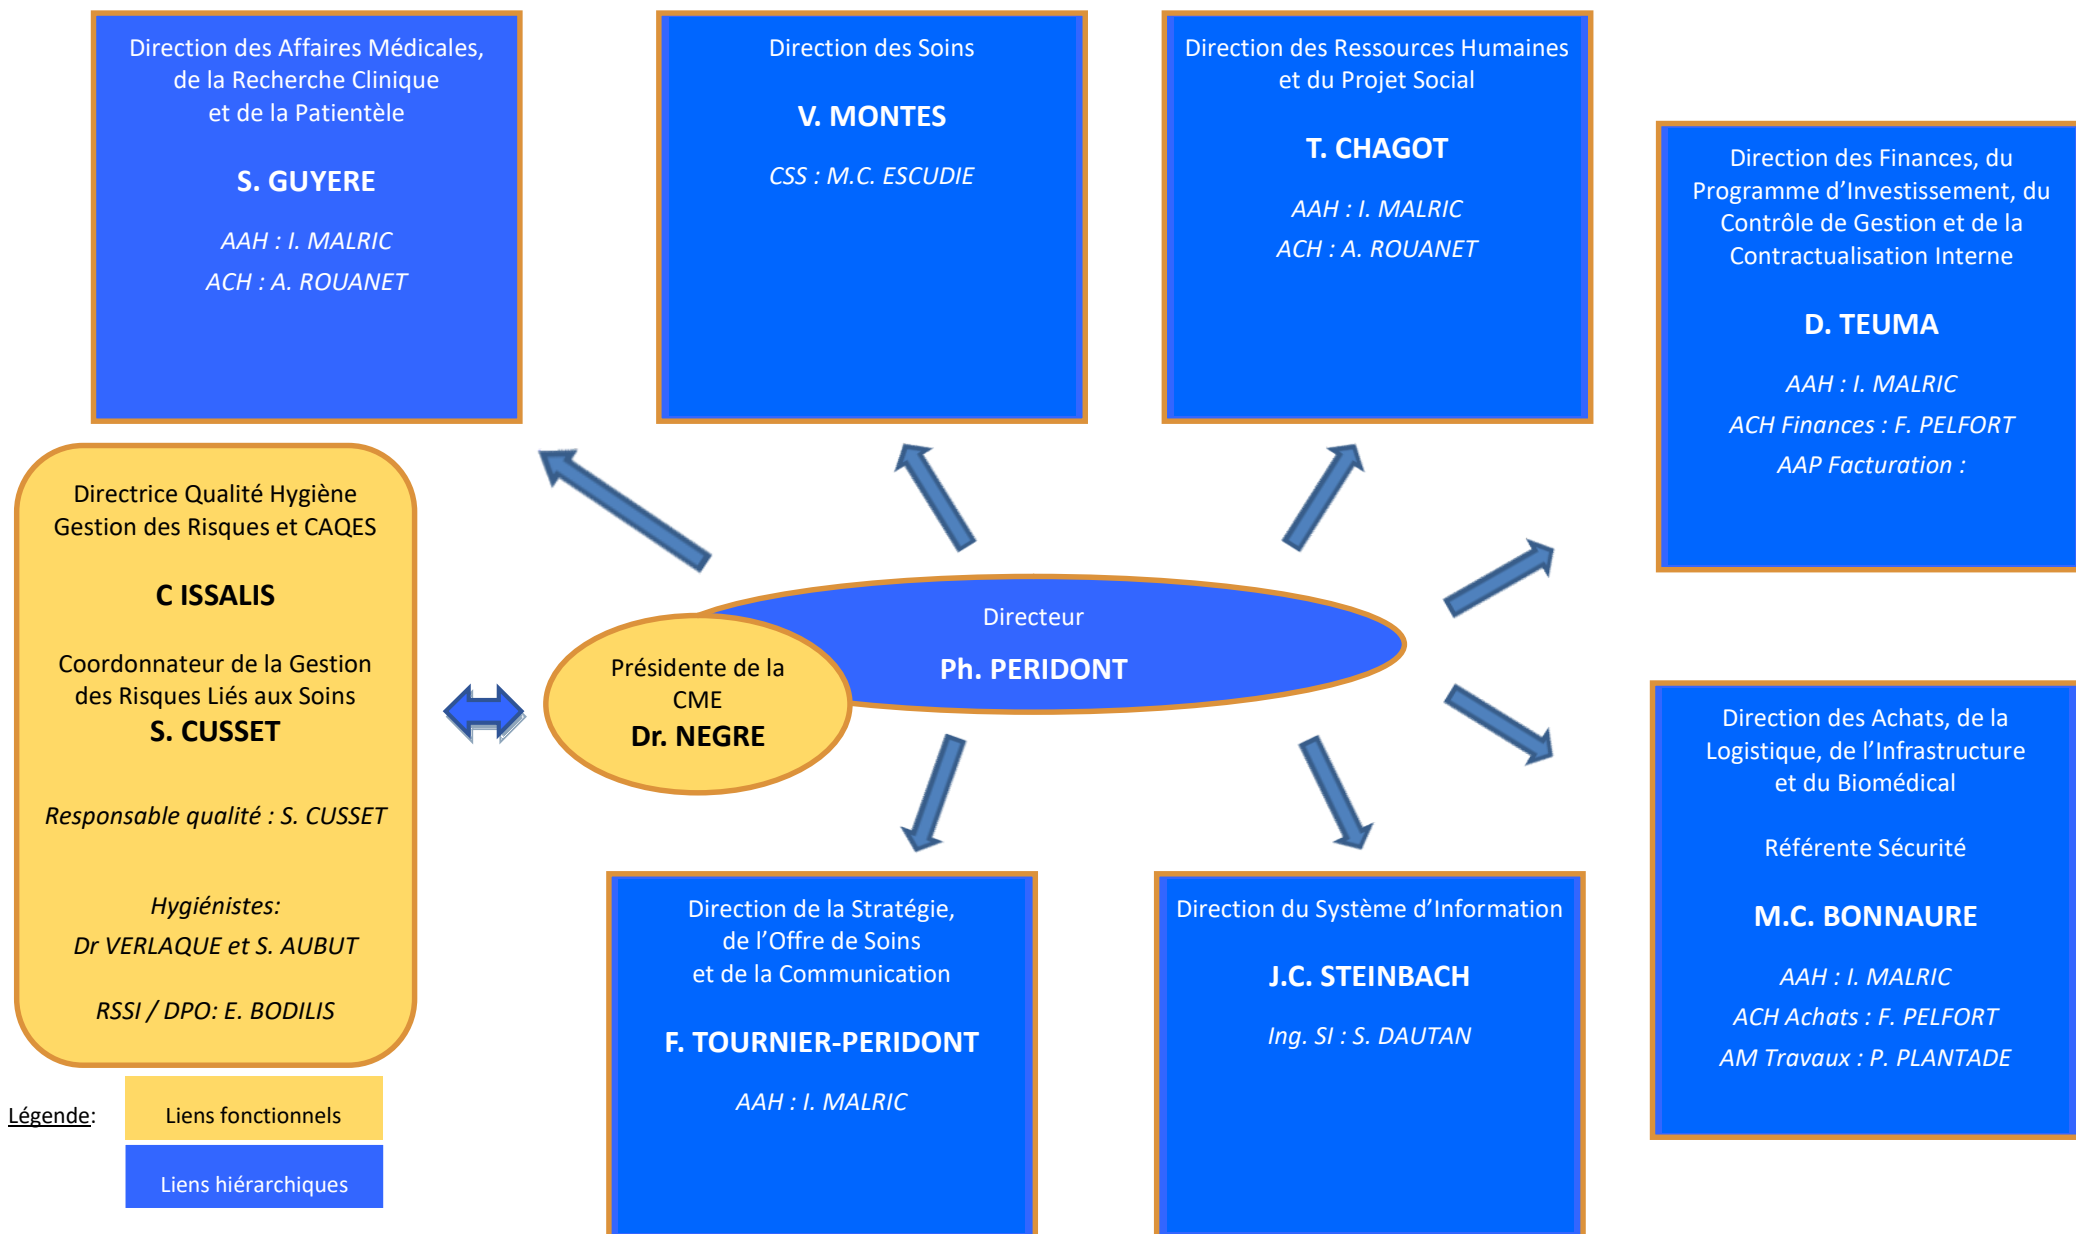 Direction des Affaires Médicales,
de la Recherche Clinique
et de la Patientèle
S. GUYERE
AAH : I. MALRIC
ACH : A. ROUANET
Direction des Soins
V. MONTES
CSS : M.C. ESCUDIE
Direction des Ressources Humaines
et du Projet Social
T. CHAGOT
AAH : I. MALRIC
ACH : A. ROUANET
Direction des Finances, du
Programme d’Investissement, du
Contrôle de Gestion et de la
Contractualisation Interne
D. TEUMA
AAH : I. MALRIC
ACH Finances : F. PELFORT
AAP Facturation :
Directrice Qualité Hygiène
Gestion des Risques et CAQES
C ISSALIS
Coordonnateur de la Gestion
des Risques Liés aux Soins
S. CUSSET
Responsable qualité : S. CUSSET
Hygiénistes:
Dr VERLAQUE et S. AUBUT
RSSI / DPO: E. BODILIS
Directeur
Ph. PERIDONT
Présidente de la
CME
Dr. NEGRE
Direction des Achats, de la
Logistique, de l’Infrastructure
et du Biomédical
Référente Sécurité
M.C. BONNAURE
AAH : I. MALRIC
ACH Achats : F. PELFORT
AM Travaux : P. PLANTADE
Direction de la Stratégie,
de l’Offre de Soins
et de la Communication
F. TOURNIER-PERIDONT
AAH : I. MALRIC
Direction du Système d’Information
J.C. STEINBACH
Ing. SI : S. DAUTAN
Légende:
Liens fonctionnels
Liens hiérarchiques